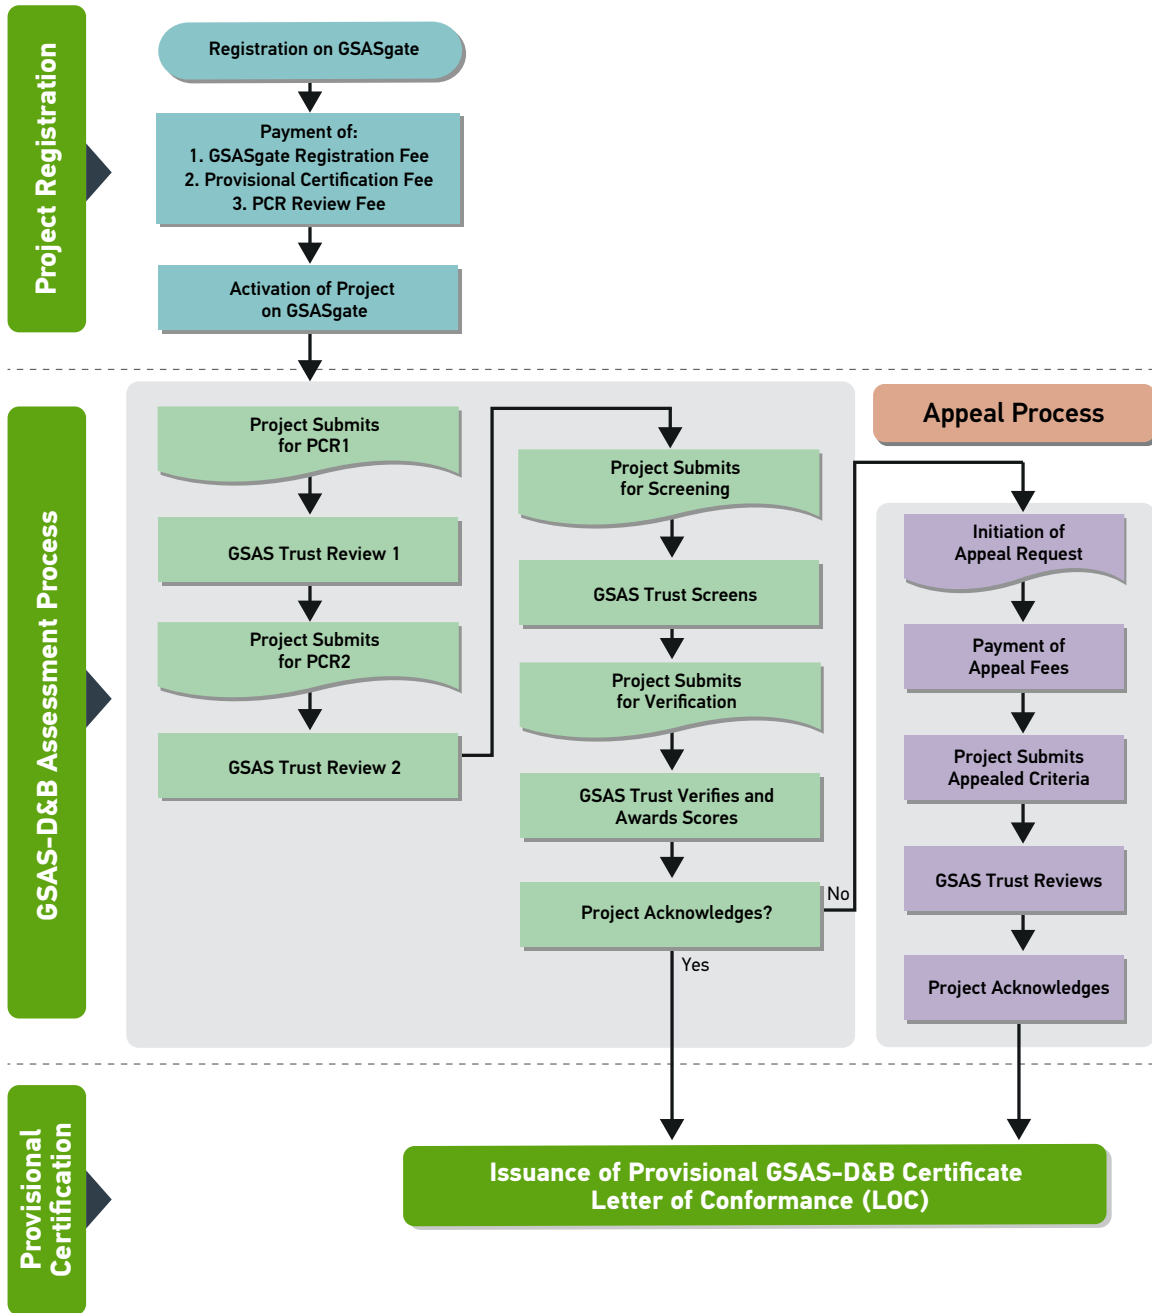 Project Registration
Registration on GSASgate
Payment of:
1. GSASgate Registration Fee
2. Provisional Certification Fee
3. PCR Review Fee
Activation of Project
on GSASgate
GSAS-D&B Assessment Process
Project Submits
for PCR1
GSAS Trust Review 1
Project Submits
for PCR2
GSAS Trust Review 2
Project Submits
for Screening
GSAS Trust Screens
Project Submits
for Verification
GSAS Trust Verifies and
Awards Scores
Project Acknowledges?
No
Yes
Appeal Process
Initiation of
Appeal Request
Payment of
Appeal Fees
Project Submits
Appealed Criteria
GSAS Trust Reviews
Project Acknowledges
Provisional
Certification
Issuance of Provisional GSAS-D&B Certificate
Letter of Conformance (LOC)